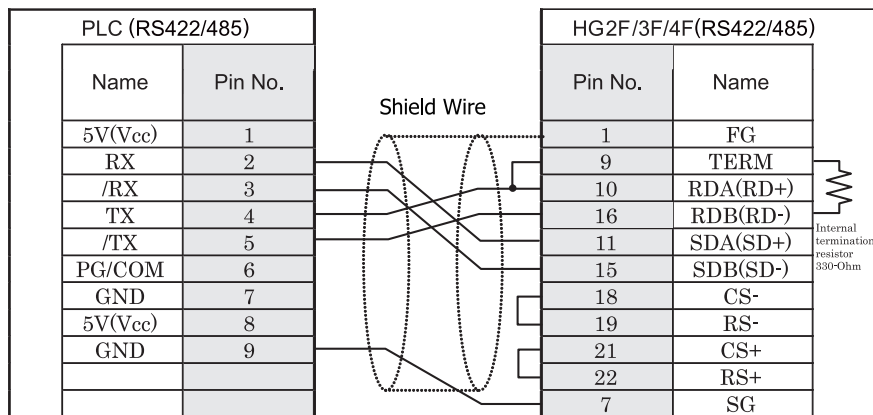 PLC (RS422/485) HG2F/3F/4F(RS422/485)
Name Pin No. Pin No. Name
Shield Wire
5V(Vcc) 1 1 FG
RX 2 9 TERM
/RX 3 10 RDA(RD+)
TX 4 16 RDB(RD-)
/TX 5 11 SDA(SD+)
PG/COM 6 15 SDB(SD-)
GND 7 18 CS-
5V(Vcc) 8 19 RS-
GND 9 21 CS+
22 RS+
7 SG
Internal
termination
resistor
330-Ohm